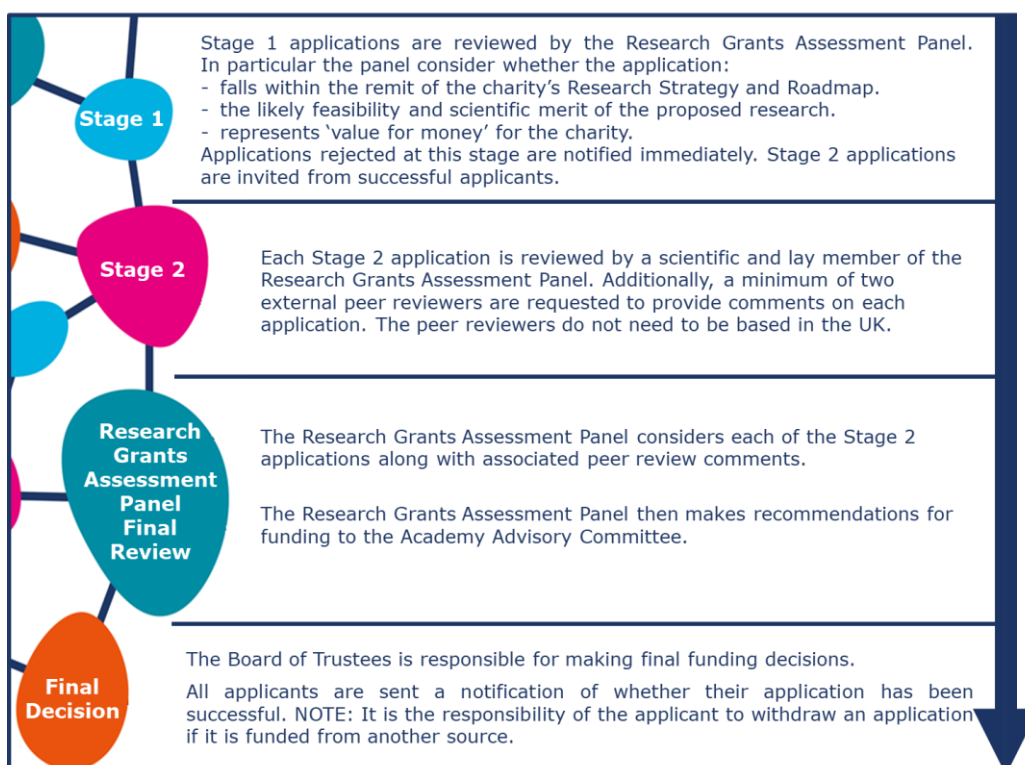 Stage 1
Stage 1 applications are reviewed by the Research Grants Assessment Panel.
In particular the panel consider whether the application:
- falls within the remit of the charity's Research Strategy and Roadmap.
- the likely feasibility and scientific merit of the proposed research.
- represents 'value for money' for the charity.
Applications rejected at this stage are notified immediately. Stage 2 applications
are invited from successful applicants.
Stage 2
Each Stage 2 application is reviewed by a scientific and lay member of the
Research Grants Assessment Panel. Additionally, a minimum of two
external peer reviewers are requested to provide comments on each
application. The peer reviewers do not need to be based in the UK.
Research
Grants
Assessment
Panel
Final
Review
The Research Grants Assessment Panel considers each of the Stage 2
applications along with associated peer review comments.
The Research Grants Assessment Panel then makes recommendations for
funding to the Academy Advisory Committee.
Final
Decision
The Board of Trustees is responsible for making final funding decisions.
All applicants are sent a notification of whether their application has been
successful. NOTE: It is the responsibility of the applicant to withdraw an application
if it is funded from another source.